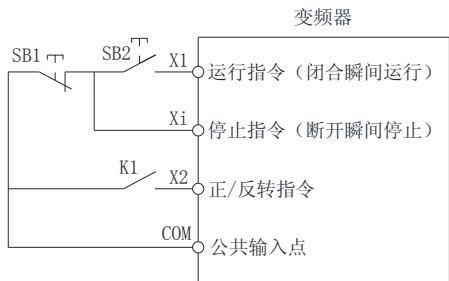 变频器
SB1
SB2
X1
运行指令（闭合瞬间运行）
Xi
停止指令（断开瞬间停止）
K1
X2
正/反转指令
COM
公共输入点